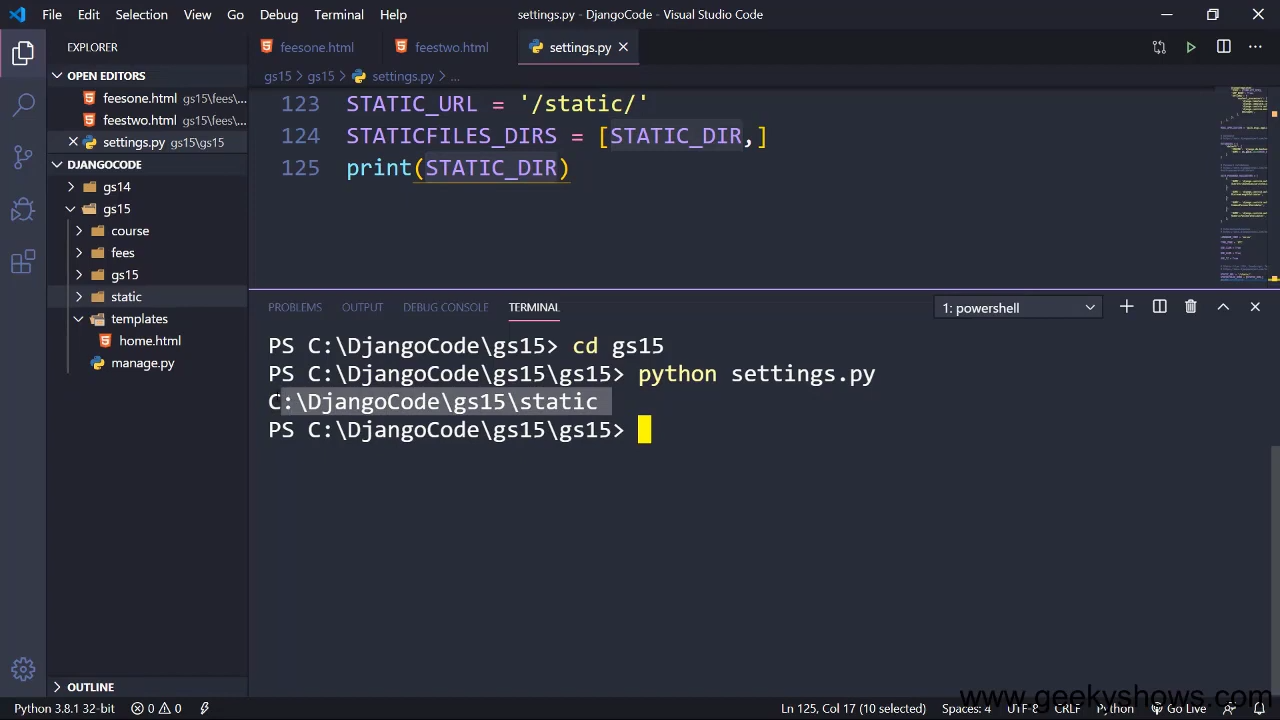 File Edit Selection View Go Debug Terminal Help settings.py - DjangoCode - Visual Studio Code
EXPLORER
OPEN EDITORS
feesone.html gs15\fees\...
feestwo.html gs15\fees\...
settings.py gs15\gs15
DJANGOCODE
gs14
gs15
course
fees
gs15
static
templates
home.html
manage.py
OUTLINE
feesone.html feestwo.html settings.py
gs15 > gs15 > settings.py > ...
123 STATIC_URL = '/static/'
124 STATICFILES_DIRS = [STATIC_DIR,]
125 print(STATIC_DIR)
PROBLEMS OUTPUT DEBUG CONSOLE TERMINAL 1: powershell
PS C:\DjangoCode\gs15> cd gs15
PS C:\DjangoCode\gs15\gs15> python settings.py
C:\DjangoCode\gs15\static
PS C:\DjangoCode\gs15\gs15>
www.geekyshows.com
Python 3.8.1 32-bit 0 0 Ln 125, Col 17 (10 selected) Spaces: 4 UTF-8 CRLF Python Go Live